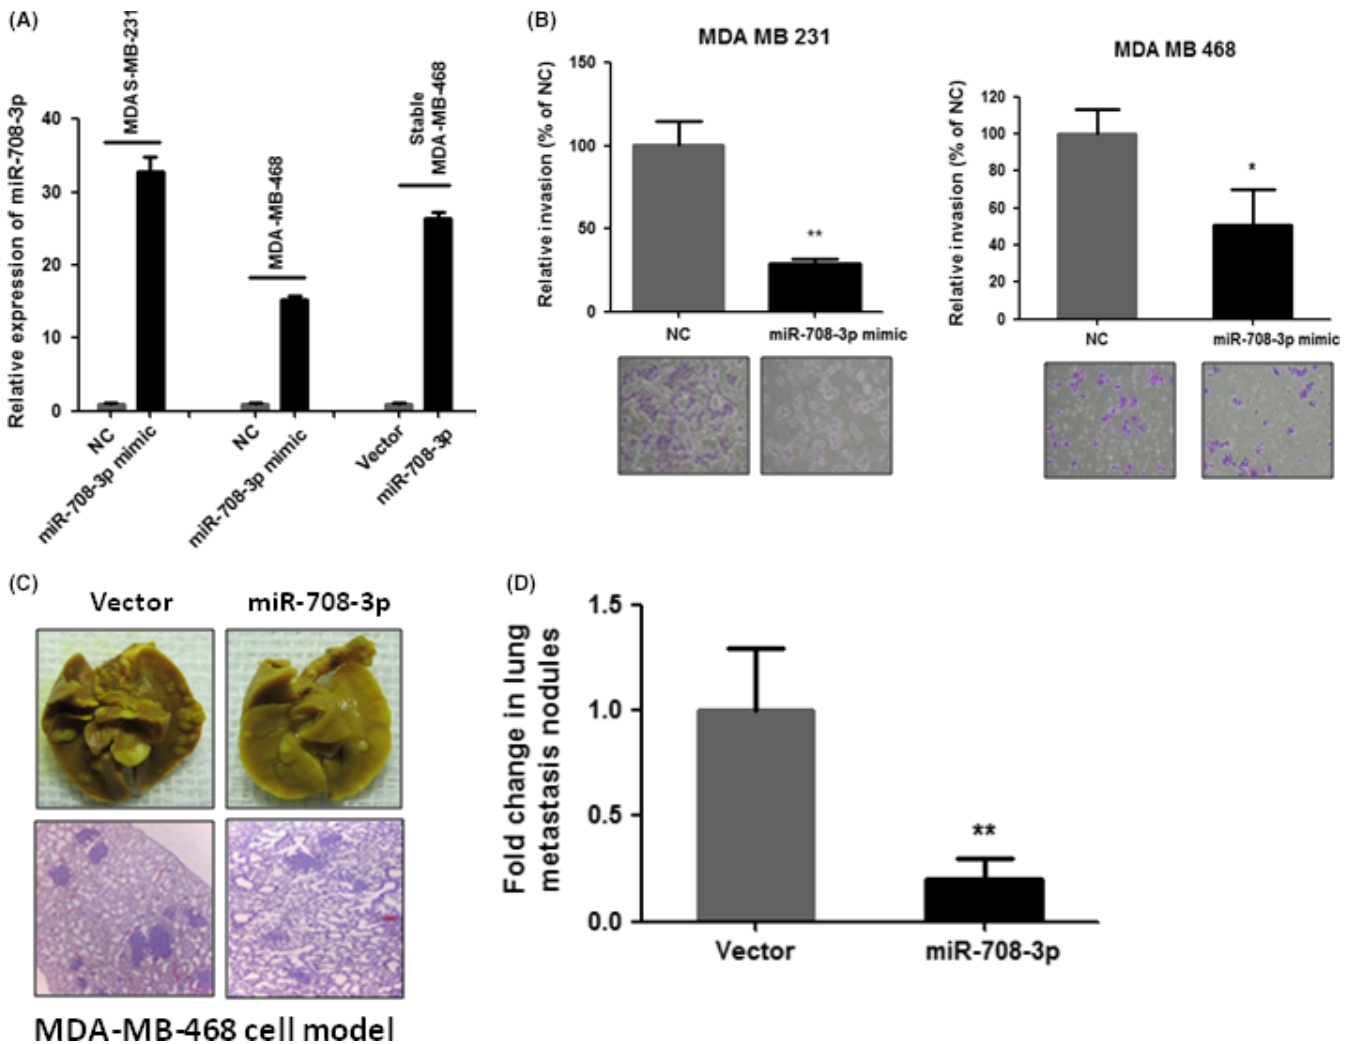 (A)
Relative expression of miR-708-3p
40
30
20
10
0
MDAS-MB-231
MDA-MB-468
Stable
MDA-MB-468
NC
miR-708-3p mimic
NC
miR-708-3p mimic
Vector
miR-708-3p
(B)
MDA MB 231
Relative invasion (% of NC)
150
100
50
0
**
NC
miR-708-3p mimic
MDA MB 468
Relative invasion (% of NC)
120
100
80
60
40
20
0
*
NC
miR-708-3p mimic
(C)
Vector
miR-708-3p
MDA-MB-468 cell model
(D)
Fold change in lung
metastasis nodules
1.5
1.0
0.5
0.0
**
Vector
miR-708-3p